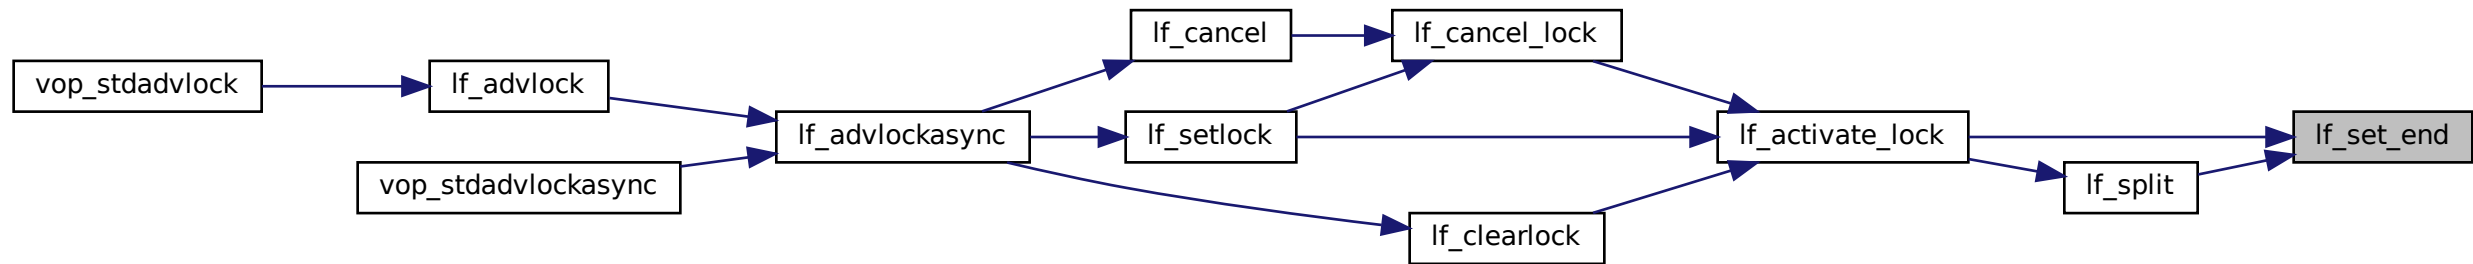 lf_cancel
lf_cancel_lock
vop_stdadvlock
lf_advlock
lf_advlockasync
lf_setlock
lf_activate_lock
lf_set_end
vop_stdadvlockasync
lf_split
lf_clearlock